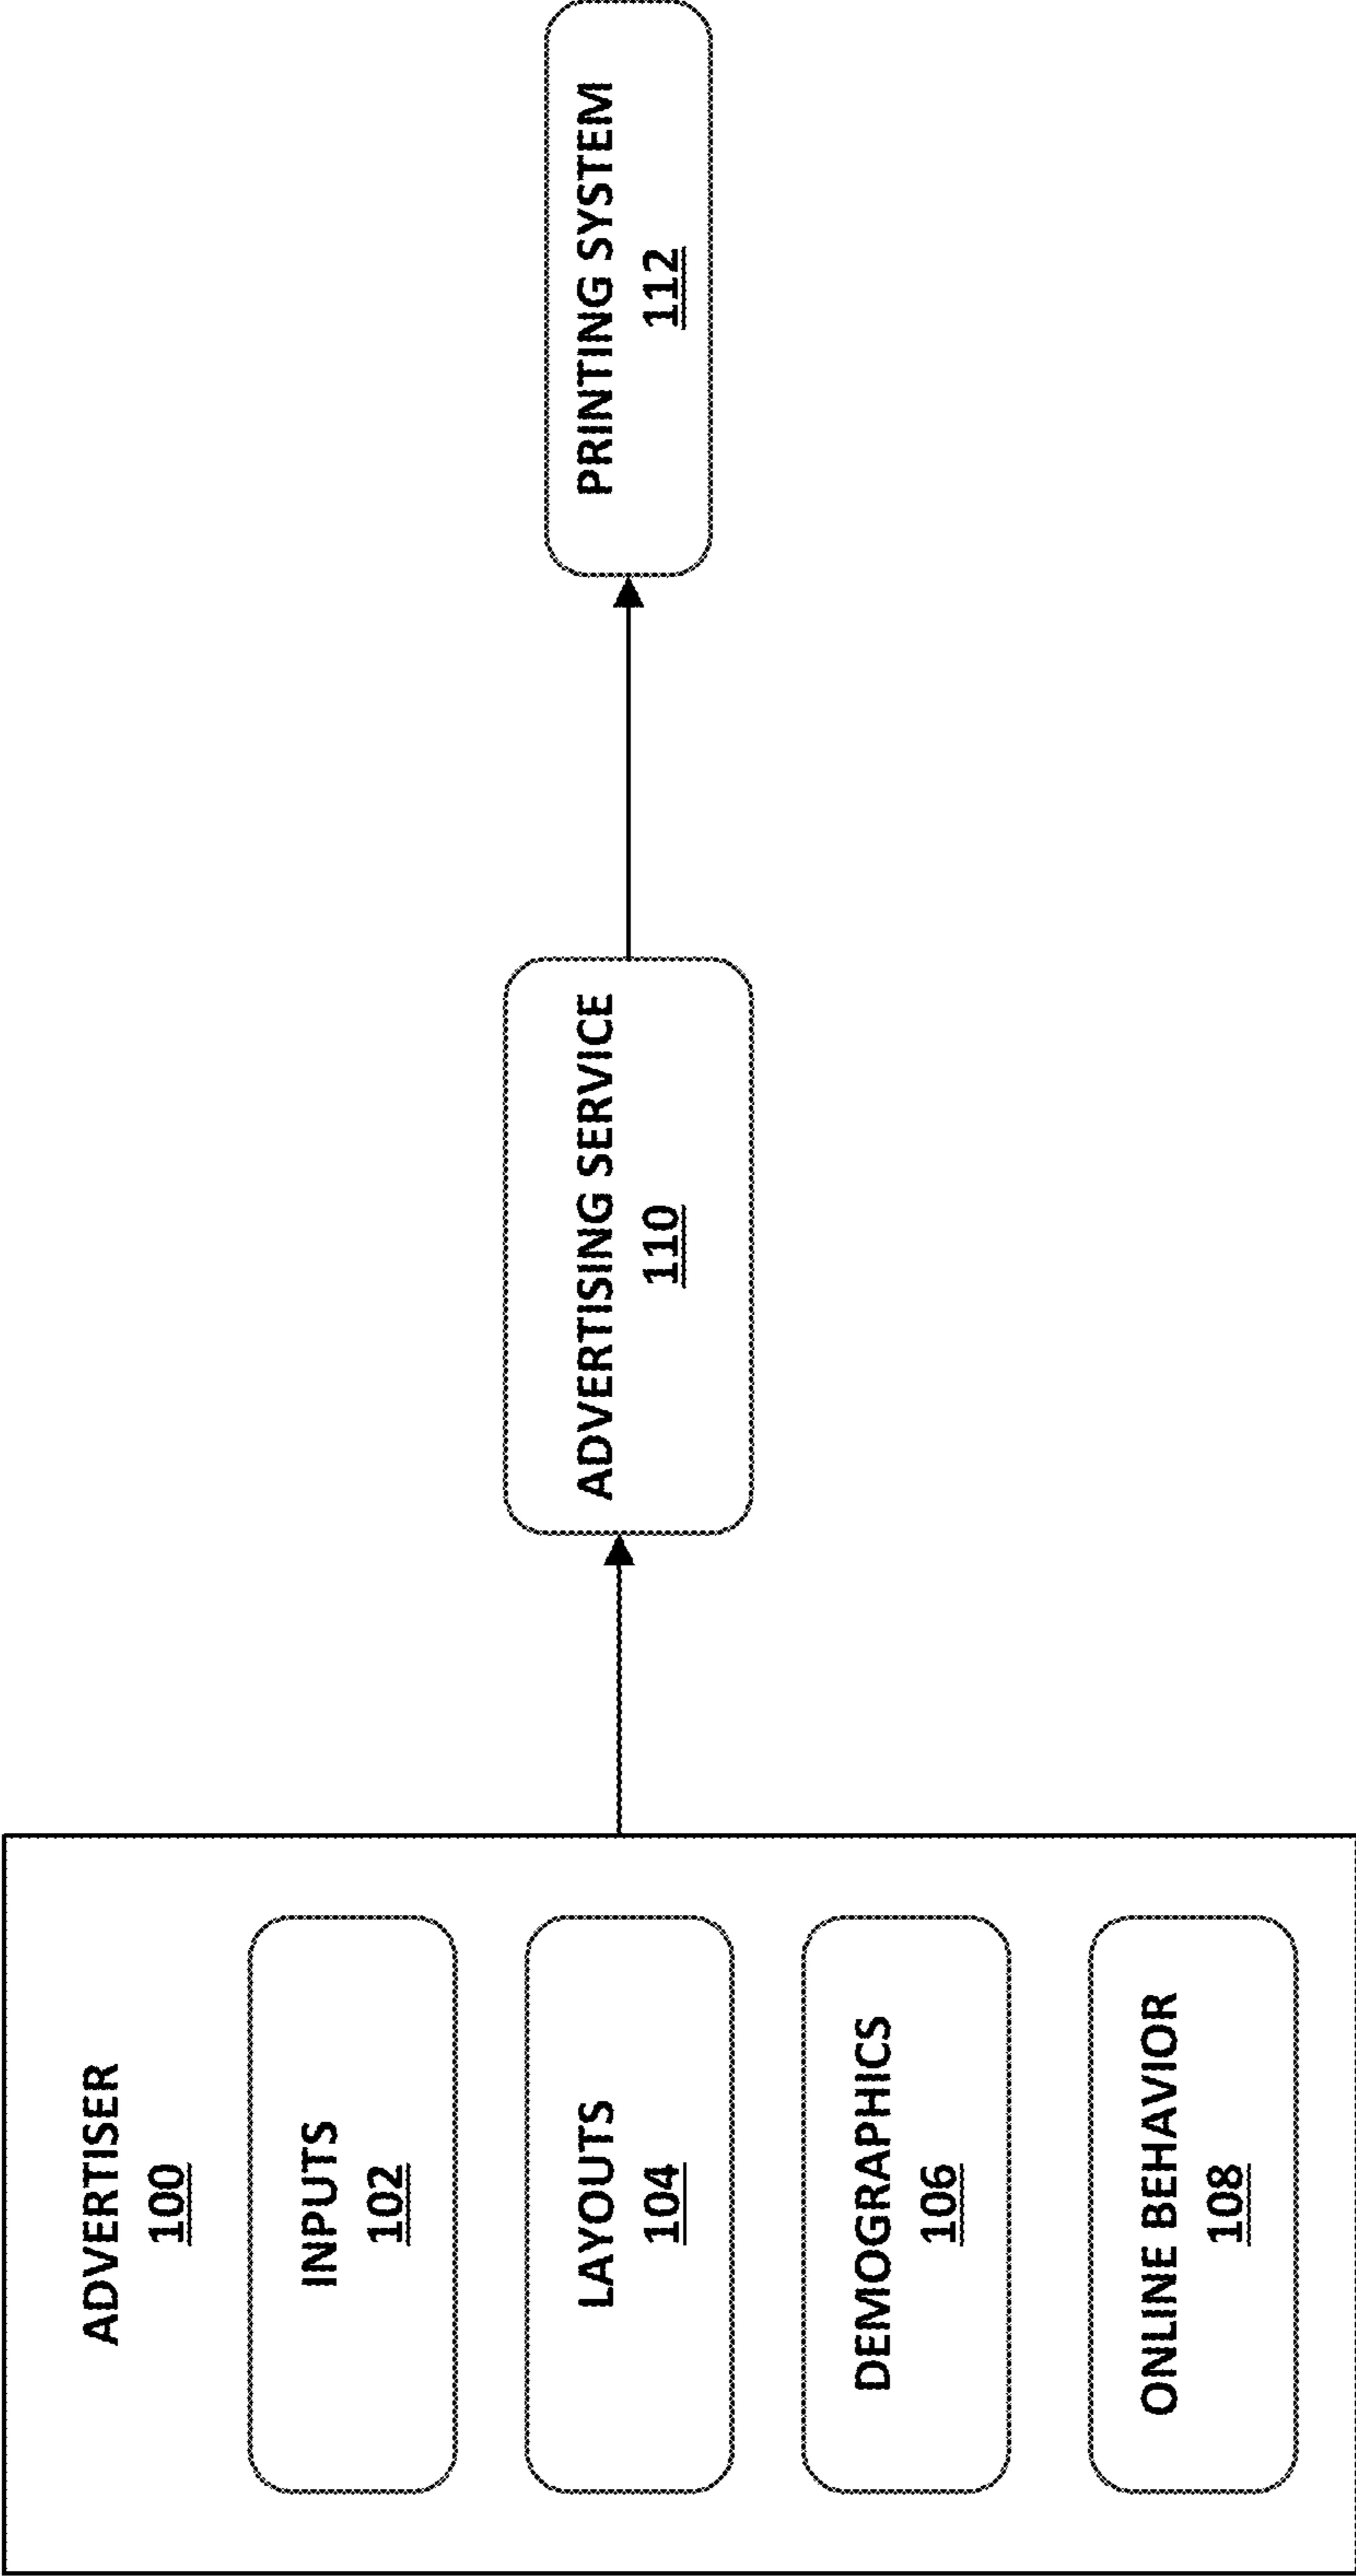 ADVERTISER
100
INPUTS
102
LAYOUTS
104
DEMOGRAPHICS
106
ONLINE BEHAVIOR
108
ADVERTISING SERVICE
110
PRINTING SYSTEM
112